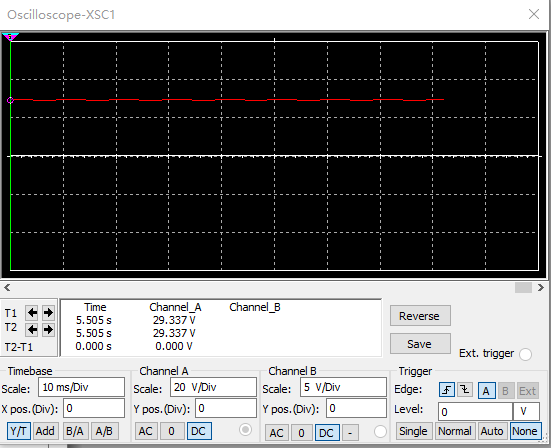 Oscilloscope-XSC1
Time Channel_A Channel_B
T1 5.505 s 29.337 V
T2 5.505 s 29.337 V
T2-T1 0.000 s 0.000 V
Reverse
Save
Ext. trigger
Timebase
Scale: 10 ms/Div
X pos.(Div): 0
Y/T Add B/A A/B
Channel A
Scale: 20 V/Div
Y pos.(Div): 0
AC 0 DC
Channel B
Scale: 5 V/Div
Y pos.(Div): 0
AC 0 DC -
Trigger
Edge: A B Ext
Level: 0 V
Single Normal Auto None